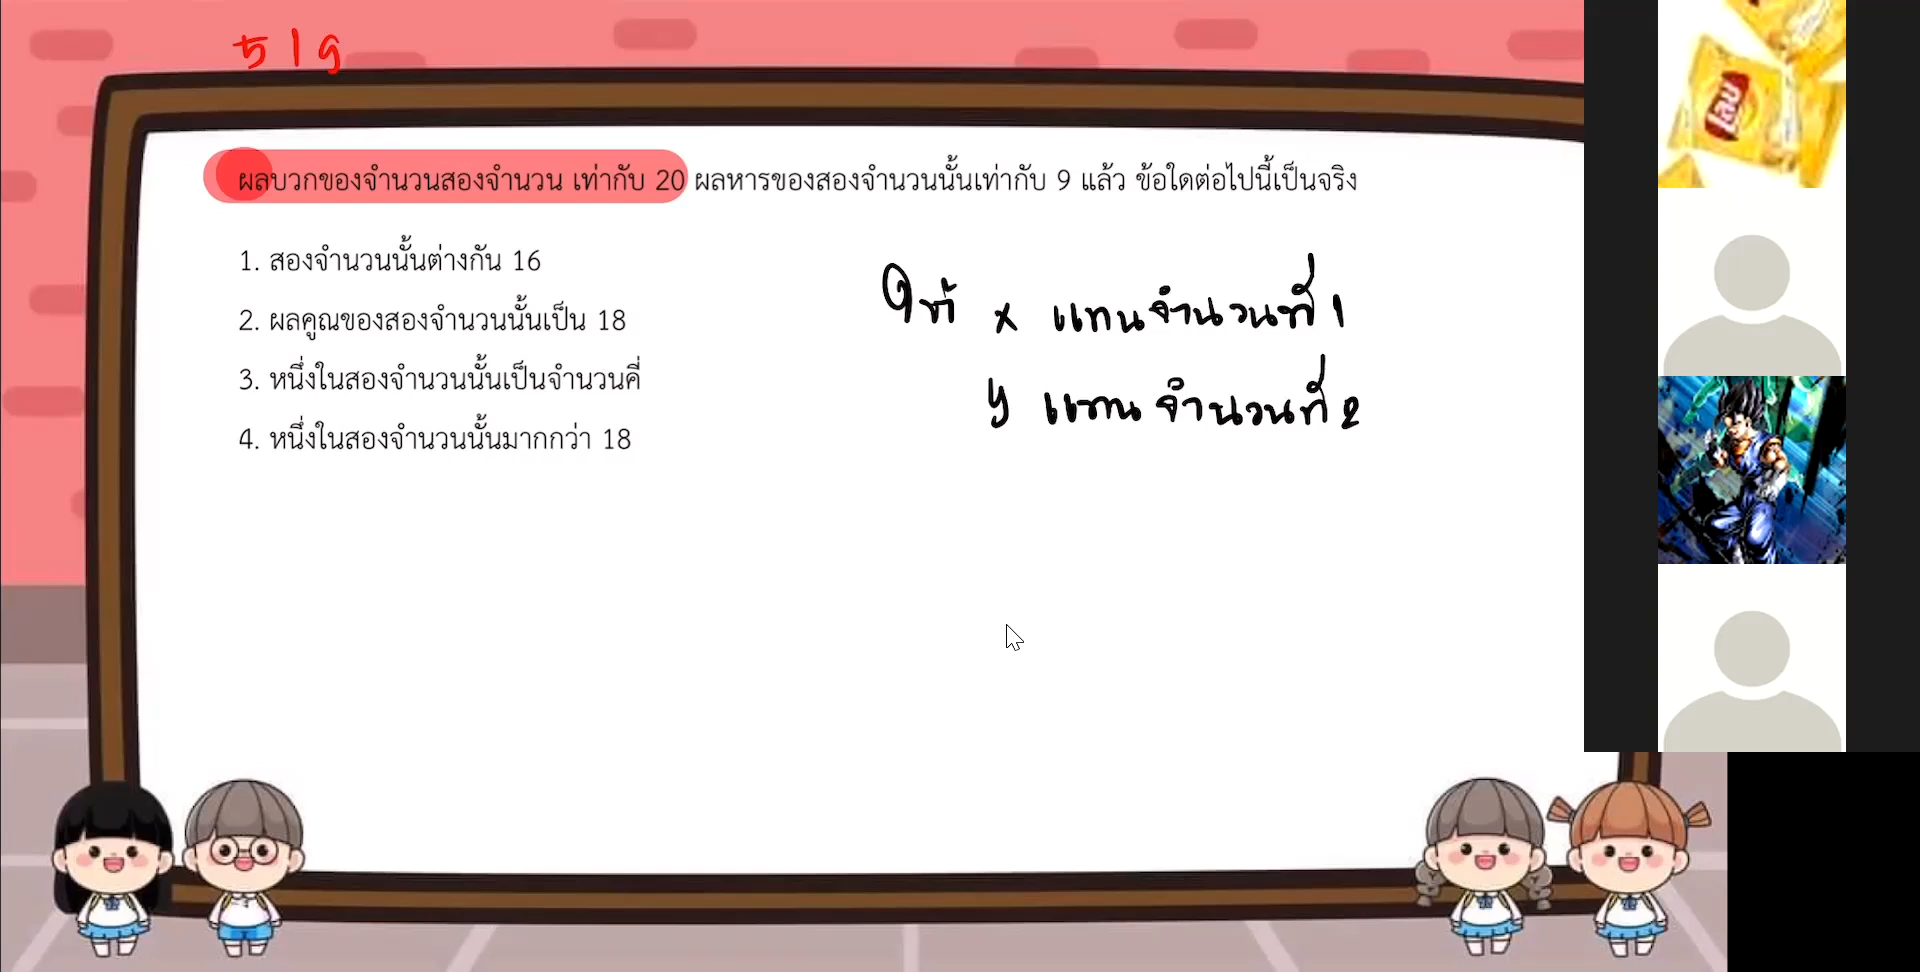 519
ผลบวกของจำนวนสองจำนวน เท่ากับ 20 ผลหารของสองจำนวนนั้นเท่ากับ 9 แล้ว ข้อใดต่อไปนี้เป็นจริง
1. สองจำนวนนั้นต่างกัน 16
2. ผลคูณของสองจำนวนนั้นเป็น 18
3. หนึ่งในสองจำนวนนั้นเป็นจำนวนคี่
4. หนึ่งในสองจำนวนนั้นมากกว่า 18
ให้ x แทนจำนวนที่ 1
y แทน จำนวนที่ 2
เลย์